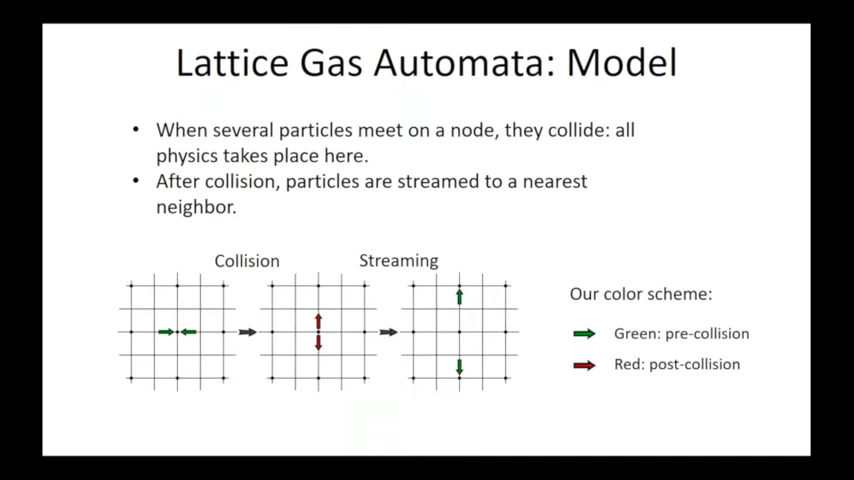 Lattice Gas Automata: Model
• When several particles meet on a node, they collide: all
physics takes place here.
• After collision, particles are streamed to a nearest
neighbor.
Collision
Streaming
Our color scheme:
Green: pre-collision
Red: post-collision